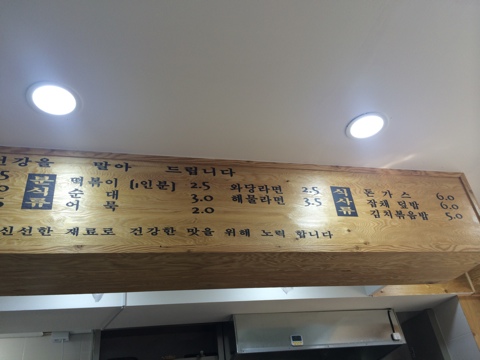 건강을 맡아 드립니다
분식류 떡볶이 (1인분) 2.5 와당라면 2.5 식사류 돈가스 6.0
순대 3.0 해물라면 3.5 잡채덮밥 6.0
어묵 2.0 김치볶음밥 5.0
신선한 재료로 건강한 맛을 위해 노력 합니다